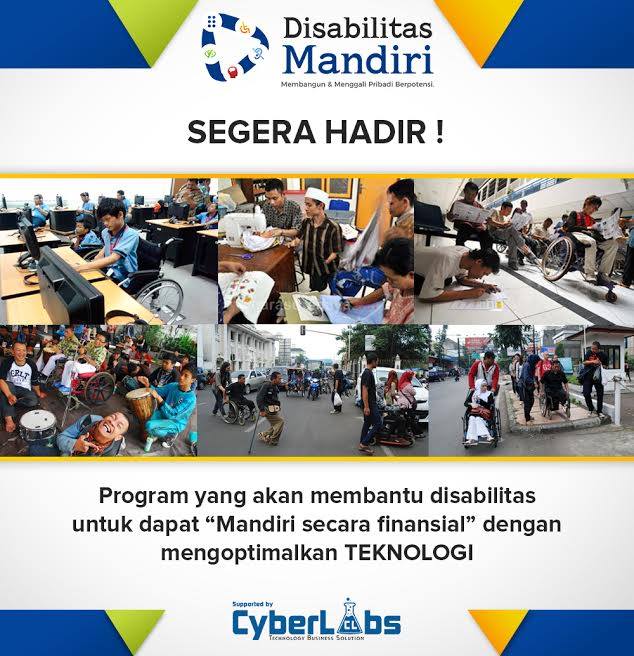 Disabilitas
Mandiri
Membangun & Menggali Pribadi Berpotensi.
SEGERA HADIR !
Program yang akan membantu disabilitas
untuk dapat “Mandiri secara finansial” dengan
mengoptimalkan TEKNOLOGI
Supported by
CyberLabs
TECHNOLOGY BUSINESS SOLUTION